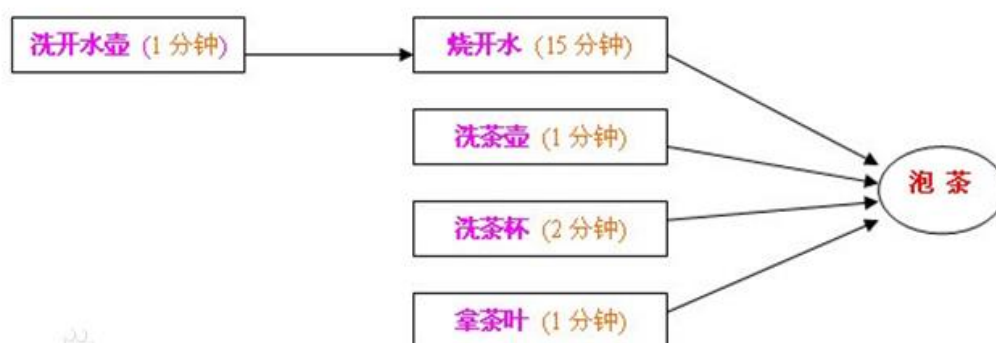 洗开水壶 (1 分钟)
烧开水 (15 分钟)
洗茶壶 (1 分钟)
洗茶杯 (2 分钟)
拿茶叶 (1 分钟)
泡 茶